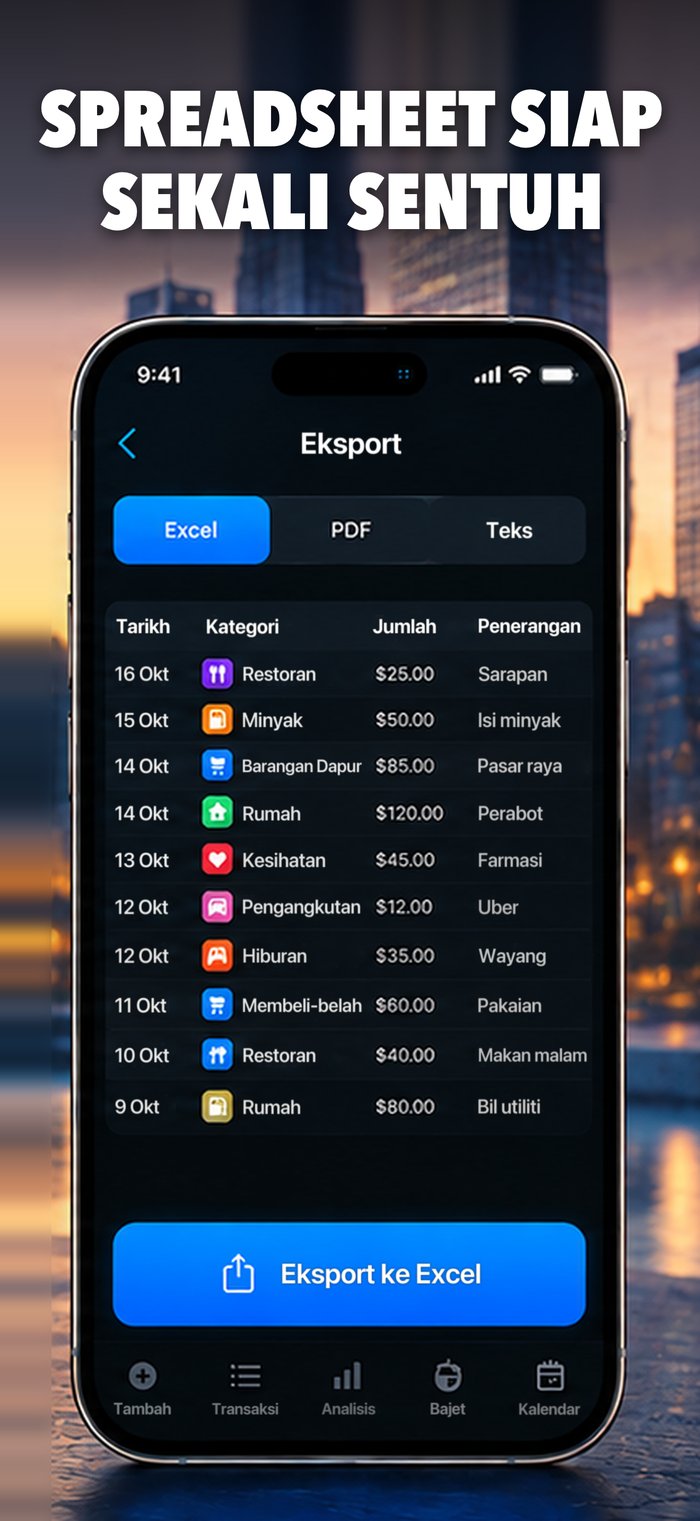 SPREADSHEET SIAP
SEKALI SENTUH
9:41
Eksport
Excel PDF Teks
Tarikh Kategori Jumlah Penerangan
16 Okt Restoran $25.00 Sarapan
15 Okt Minyak $50.00 Isi minyak
14 Okt Barangan Dapur $85.00 Pasar raya
14 Okt Rumah $120.00 Perabot
13 Okt Kesihatan $45.00 Farmasi
12 Okt Pengangkutan $12.00 Uber
12 Okt Hiburan $35.00 Wayang
11 Okt Membeli-belah $60.00 Pakaian
10 Okt Restoran $40.00 Makan malam
9 Okt Rumah $80.00 Bil utiliti
Eksport ke Excel
Tambah Transaksi Analisis Bajet Kalendar